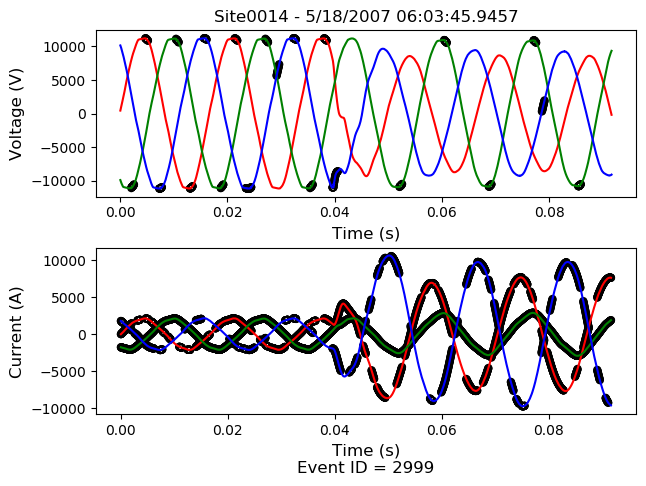 Site0014 - 5/18/2007 06:03:45.9457
Voltage (V)
10000
5000
0
−5000
−10000
0.00 0.02 0.04 0.06 0.08
Time (s)
Current (A)
10000
5000
0
−5000
−10000
0.00 0.02 0.04 0.06 0.08
Time (s)
Event ID = 2999